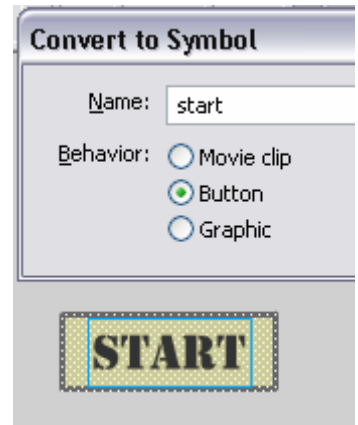 Convert to Symbol
Name: start
Behavior: Movie clip
Button
Graphic
START